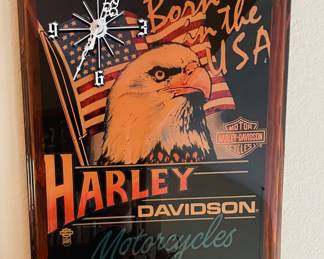 Born
in the
USA
9
3
6
MOTOR
HARLEY-DAVIDSON
CYCLES
HARLEY
DAVIDSON
Motorcycles